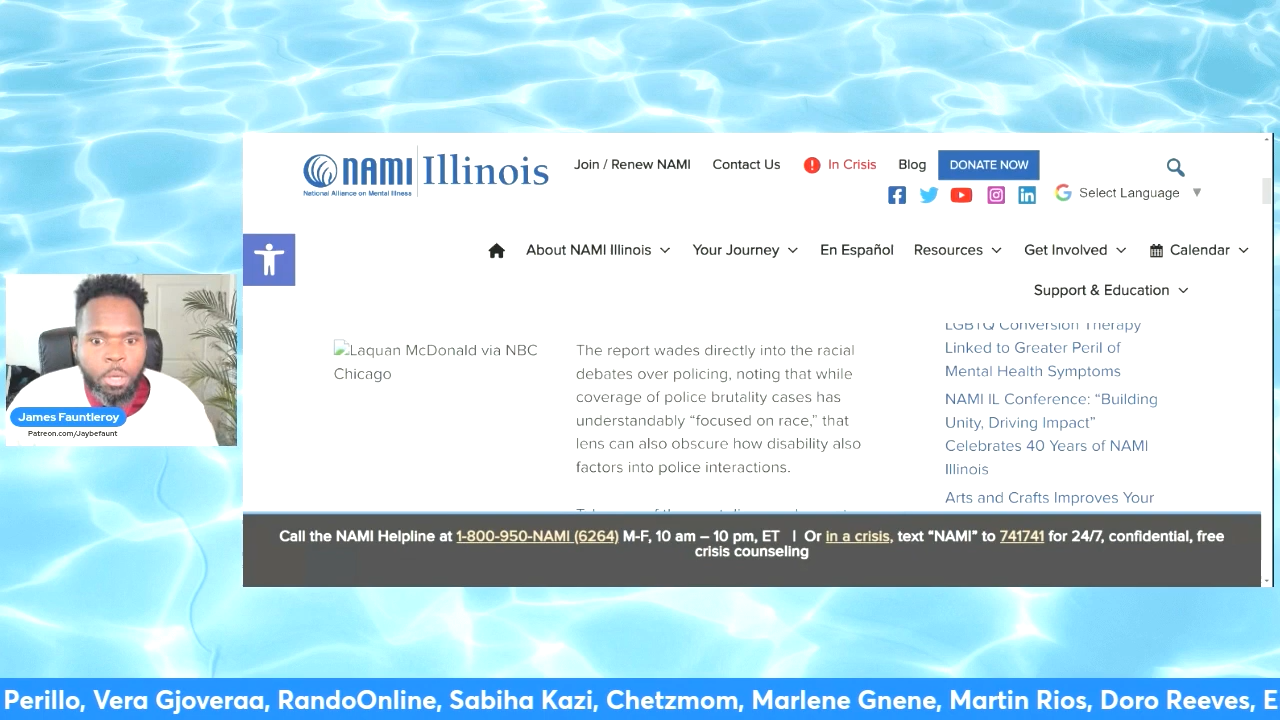 NAMI Illinois
National Alliance on Mental Illness
Join / Renew NAMI
Contact Us
In Crisis
Blog
DONATE NOW
Select Language
About NAMI Illinois
Your Journey
En Español
Resources
Get Involved
Calendar
Support & Education
Laquan McDonald via NBC
Chicago
The report wades directly into the racial
debates over policing, noting that while
coverage of police brutality cases has
understandably “focused on race,” that
lens can also obscure how disability also
factors into police interactions.
LGBTQ Conversion Therapy
Linked to Greater Peril of
Mental Health Symptoms
NAMI IL Conference: “Building
Unity, Driving Impact”
Celebrates 40 Years of NAMI
Illinois
Arts and Crafts Improves Your
Call the NAMI Helpline at 1-800-950-NAMI (6264) M-F, 10 am – 10 pm, ET | Or in a crisis, text “NAMI” to 741741 for 24/7, confidential, free
crisis counseling
James Fauntleroy
Patreon.com/Jaybefaunt
Perillo, Vera Gjoveraa, RandoOnline, Sabiha Kazi, Chetzmom, Marlene Gnene, Martin Rios, Doro Reeves, E